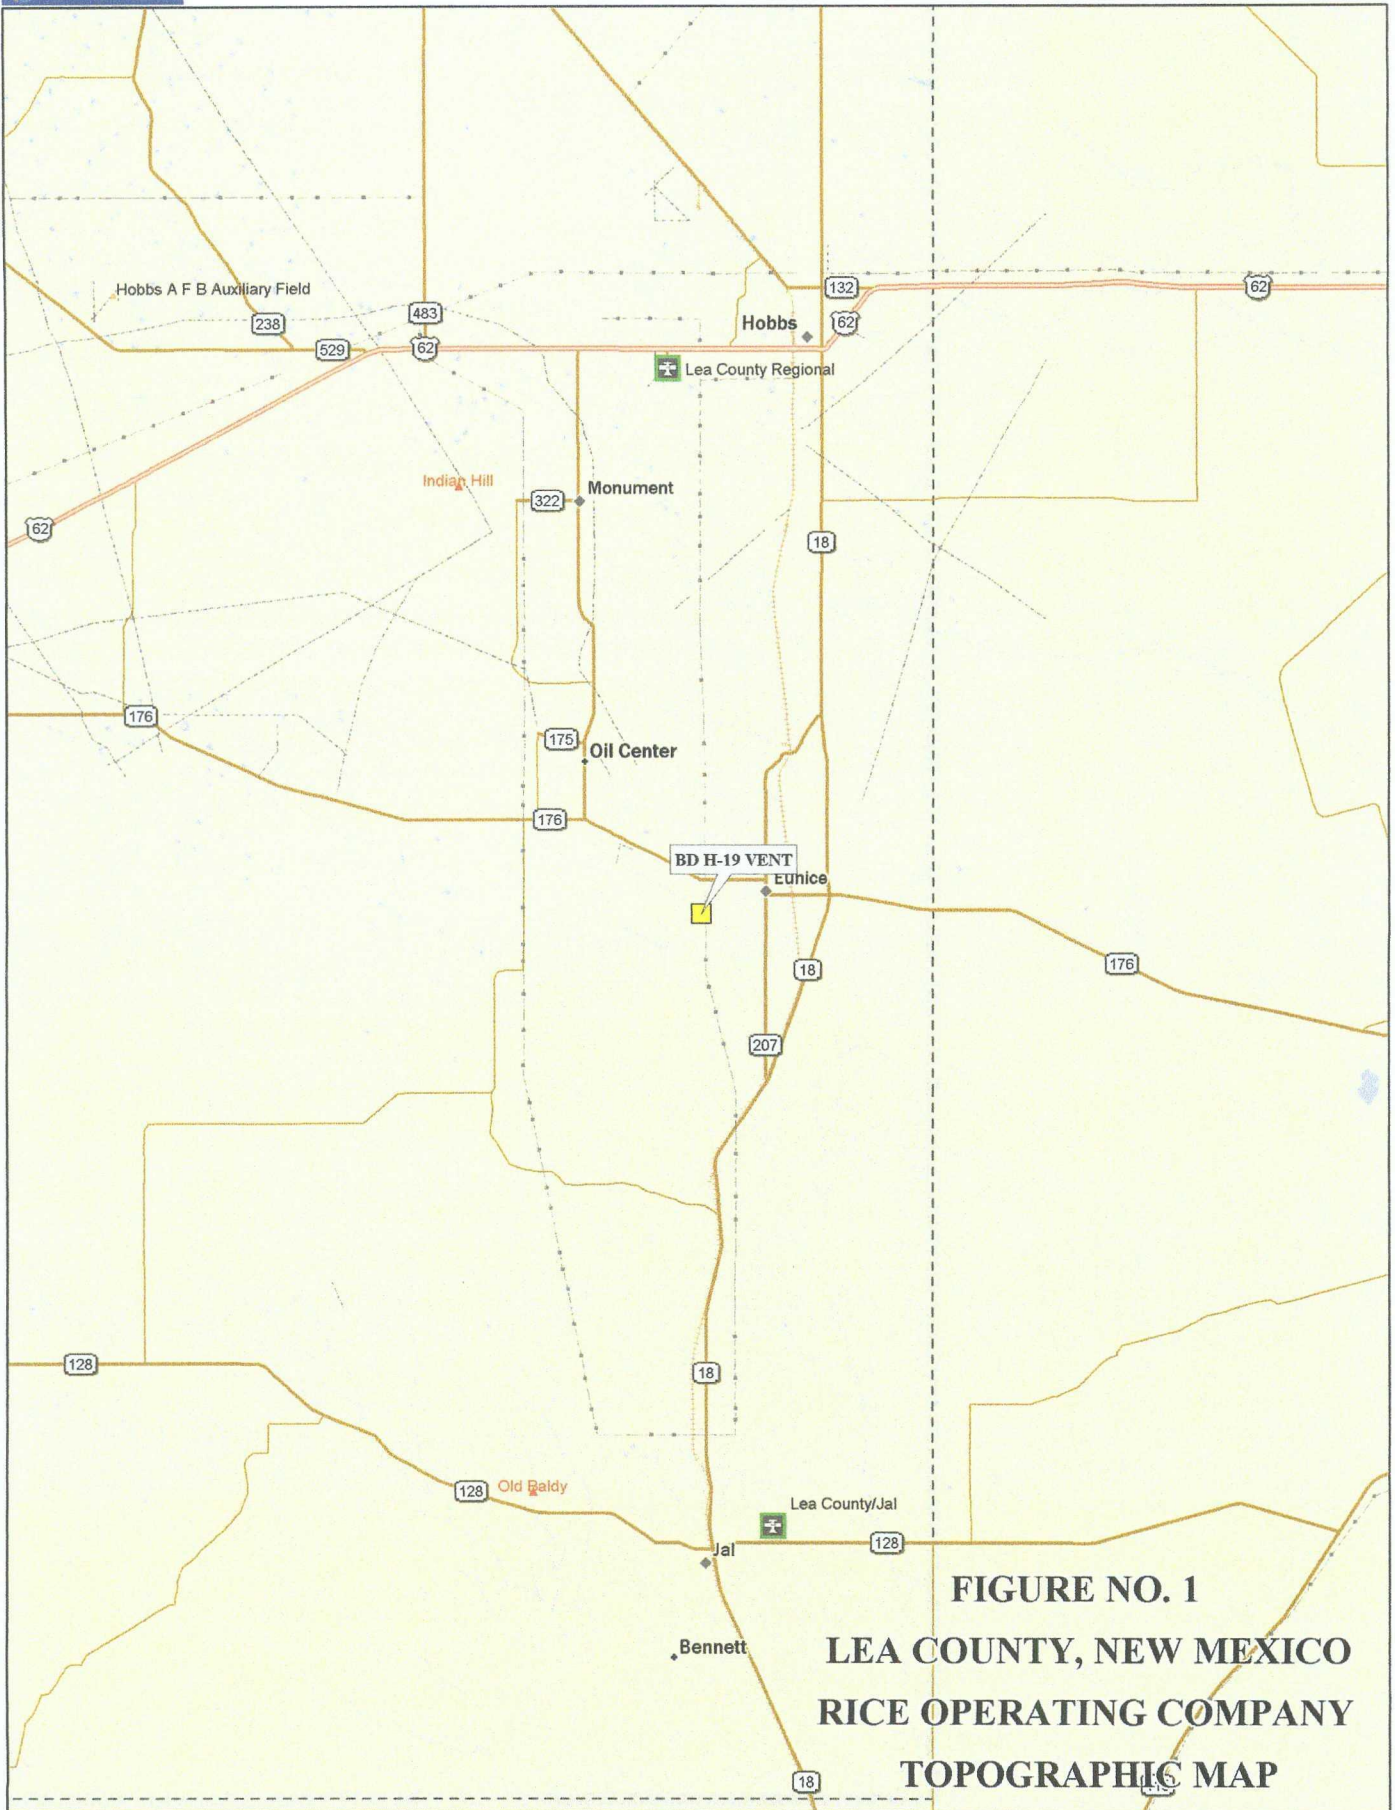 132
62
Hobbs A F B Auxiliary Field
483
238
Hobbs
62
529
62
Lea County Regional
Indian Hill
322
Monument
62
18
176
175
Oil Center
176
BD H-19 VENT
Eunice
176
18
207
128
18
128
Old Baldy
Lea County/Jal
128
Jal
FIGURE NO. 1
Bennett
LEA COUNTY, NEW MEXICO
RICE OPERATING COMPANY
TOPOGRAPHIC MAP
18